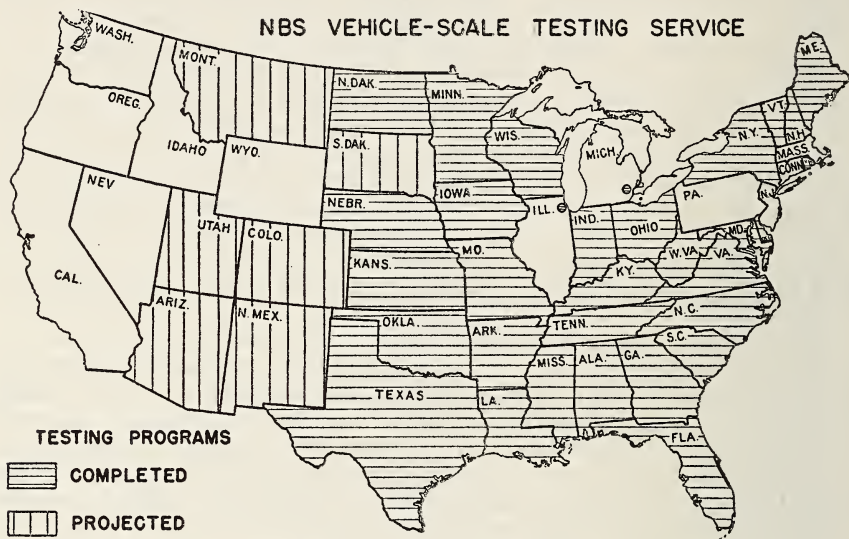 NBS VEHICLE-SCALE TESTING SERVICE
WASH.
MONT.
N.DAK.
MINN.
ME.
OREG.
IDAHO
WYO.
S.DAK.
WIS.
MICH.
N.Y.
VT.
N.H.
MASS.
CONN.
NEV
UTAH
COLO.
NEBR.
IOWA
ILL.
IND.
OHIO
PA.
N.J.
MD.
CAL.
KANS.
MO.
KY.
W.VA.
VA.
ARIZ.
N.MEX.
OKLA.
ARK.
TENN.
N.C.
S.C.
TEXAS
LA.
MISS.
ALA.
GA.
FLA.
TESTING PROGRAMS
COMPLETED
PROJECTED